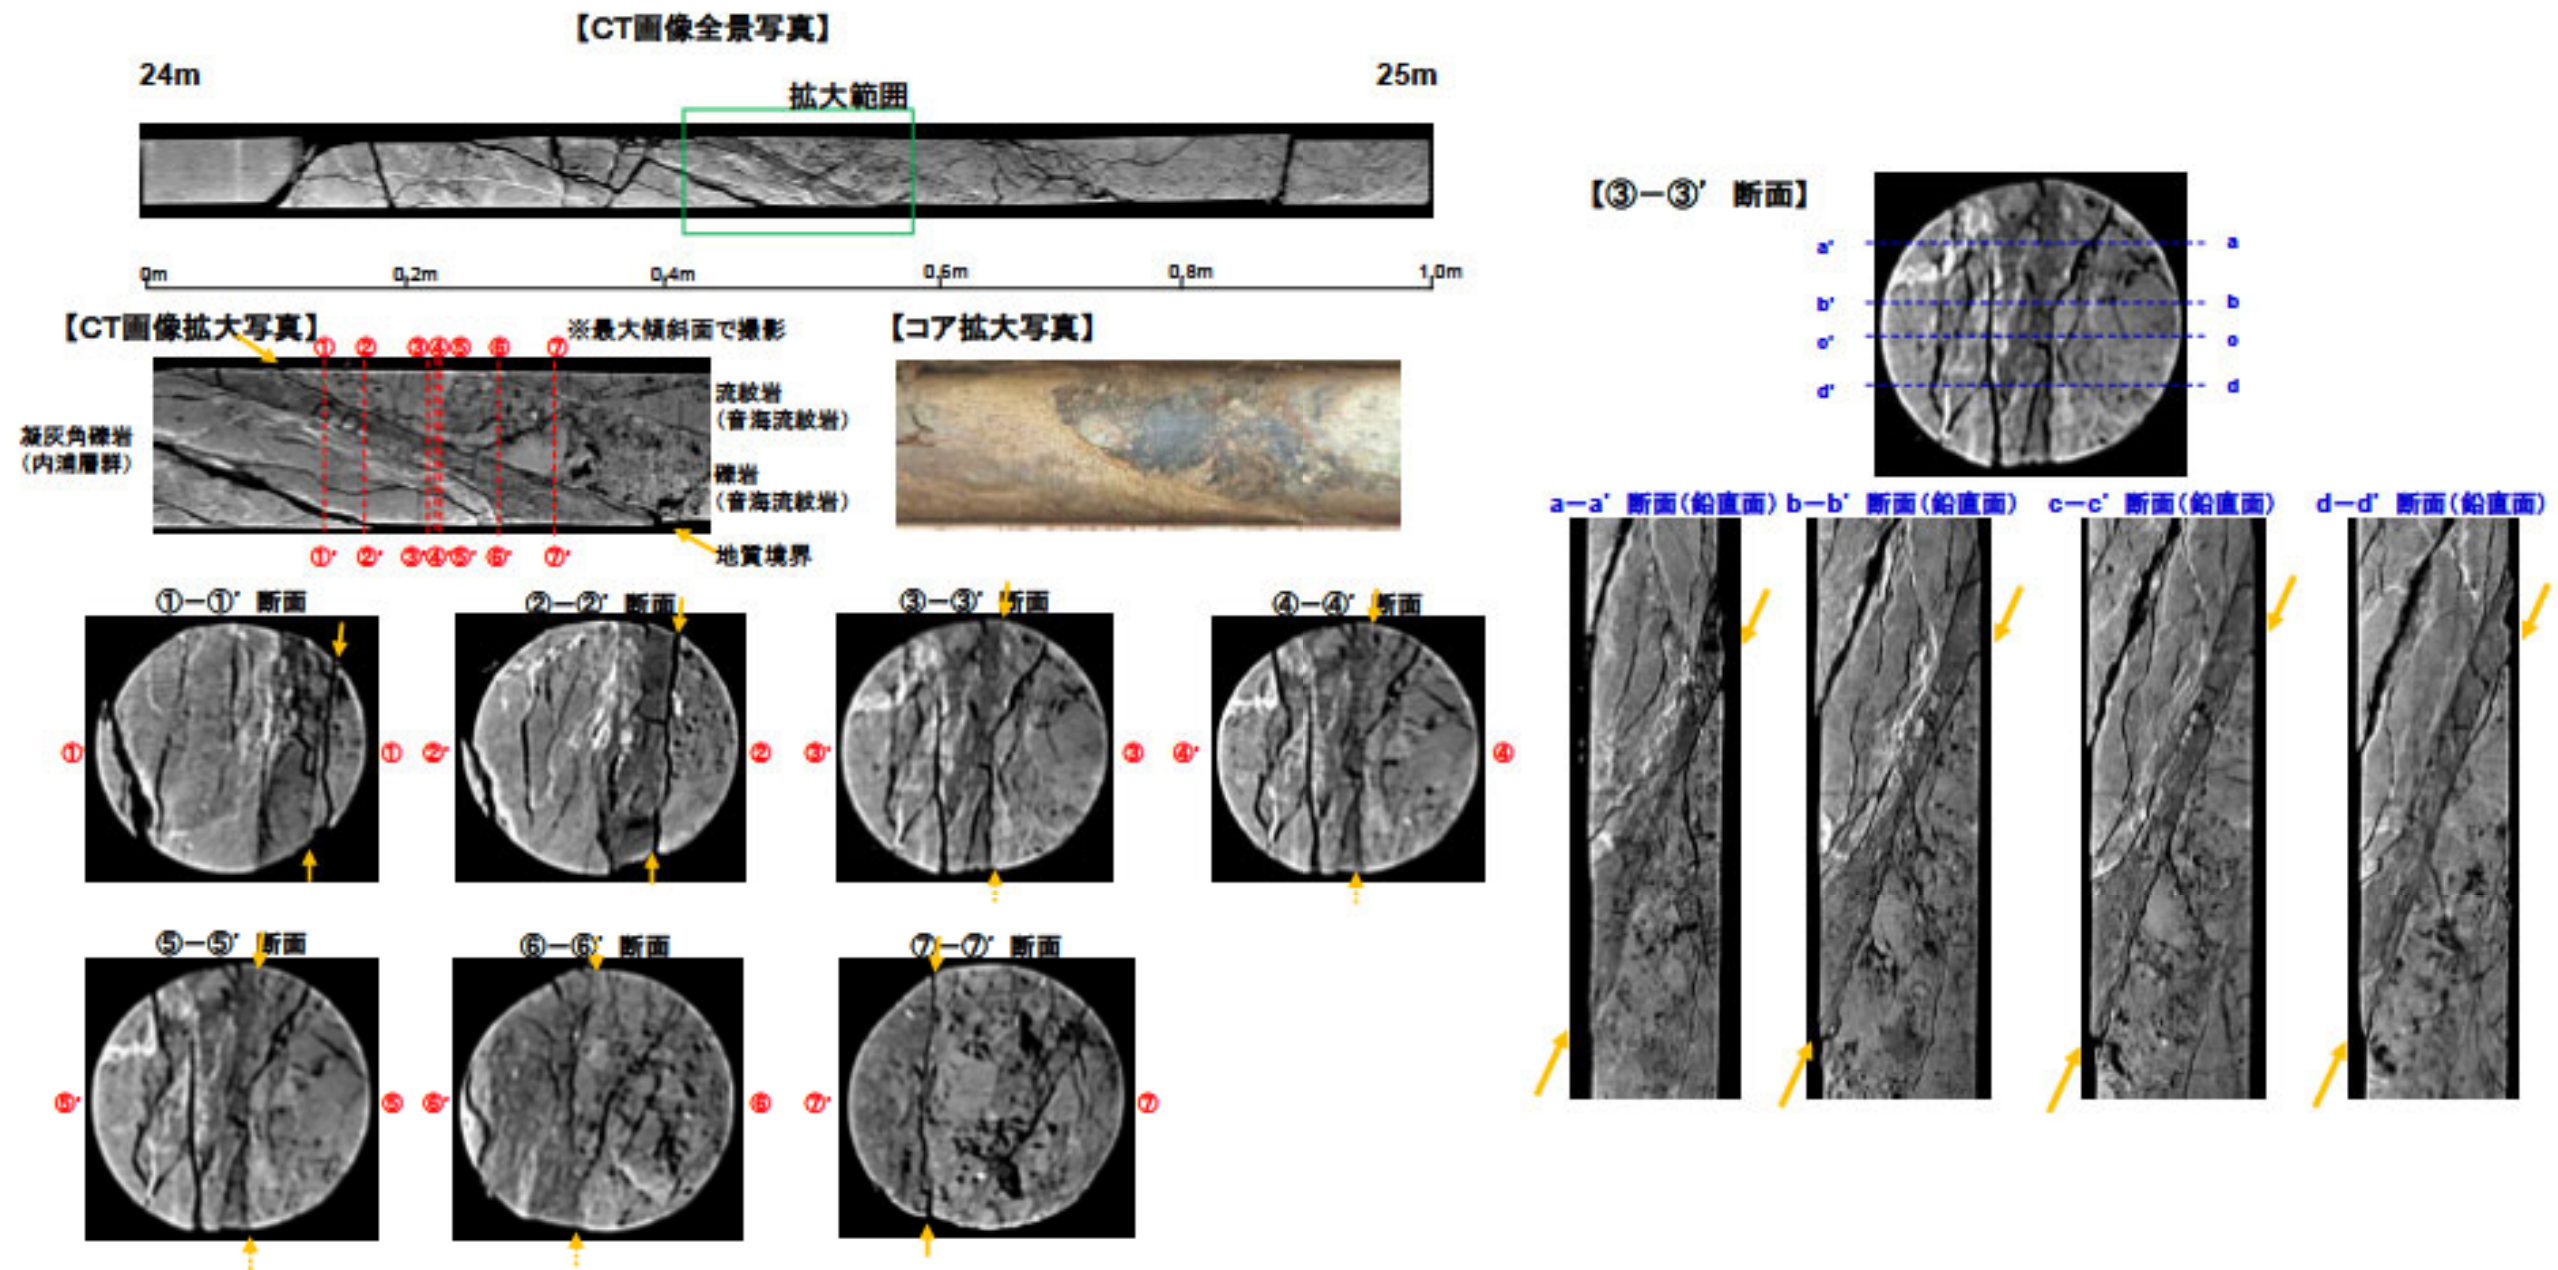 【CT画像全景写真】
24m
25m
拡大範囲
0m
0.2m
0.4m
0.6m
0.8m
1.0m
【CT画像拡大写真】
※最大傾斜面で撮影
① ② ③④⑤ ⑥ ⑦
凝灰角礫岩
(内浦層群)
流紋岩
(音海流紋岩)
礫岩
(音海流紋岩)
地質境界
①' ②' ③'④'⑤' ⑥' ⑦'
【コア拡大写真】
①－①’ 断面
①'
①
②－②’ 断面
②'
②
③－③’ 断面
③'
③
④－④’ 断面
④'
④
⑤－⑤’ 断面
⑤'
⑤
⑥－⑥’ 断面
⑥'
⑥
⑦－⑦’ 断面
⑦'
⑦
【③－③’ 断面】
a' a
b' b
c' c
d' d
a－a’ 断面(鉛直面)
b－b’ 断面(鉛直面)
c－c’ 断面(鉛直面)
d－d’ 断面(鉛直面)